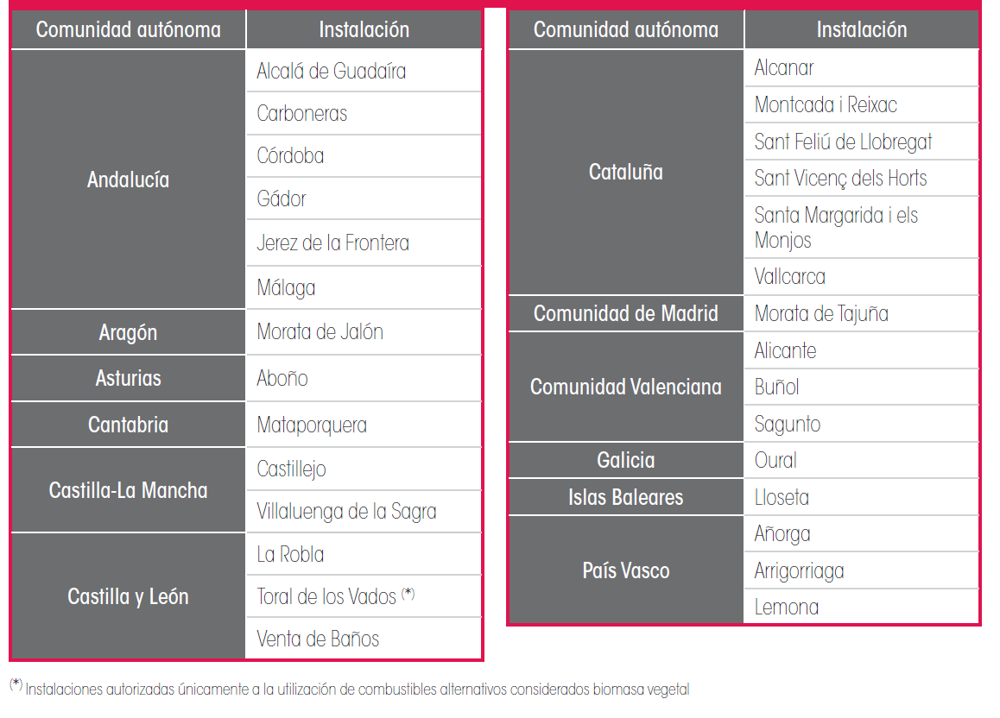 Comunidad autónoma Instalación
Andalucía
Alcalá de Guadaíra
Carboneras
Córdoba
Gádor
Jerez de la Frontera
Málaga
Aragón Morata de Jalón
Asturias Aboño
Cantabria Mataporquera
Castilla-La Mancha
Castillejo
Villaluenga de la Sagra
Castilla y León
La Robla
Toral de los Vados (*)
Venta de Baños
Comunidad autónoma Instalación
Cataluña
Alcanar
Montcada i Reixac
Sant Feliú de Llobregat
Sant Vicenç dels Horts
Santa Margarida i els
Monjos
Vallcarca
Comunidad de Madrid Morata de Tajuña
Comunidad Valenciana
Alicante
Buñol
Sagunto
Galicia Oural
Islas Baleares Lloseta
País Vasco
Añorga
Arrigorriaga
Lemona
(*) Instalaciones autorizadas únicamente a la utilización de combustibles alternativos considerados biomasa vegetal